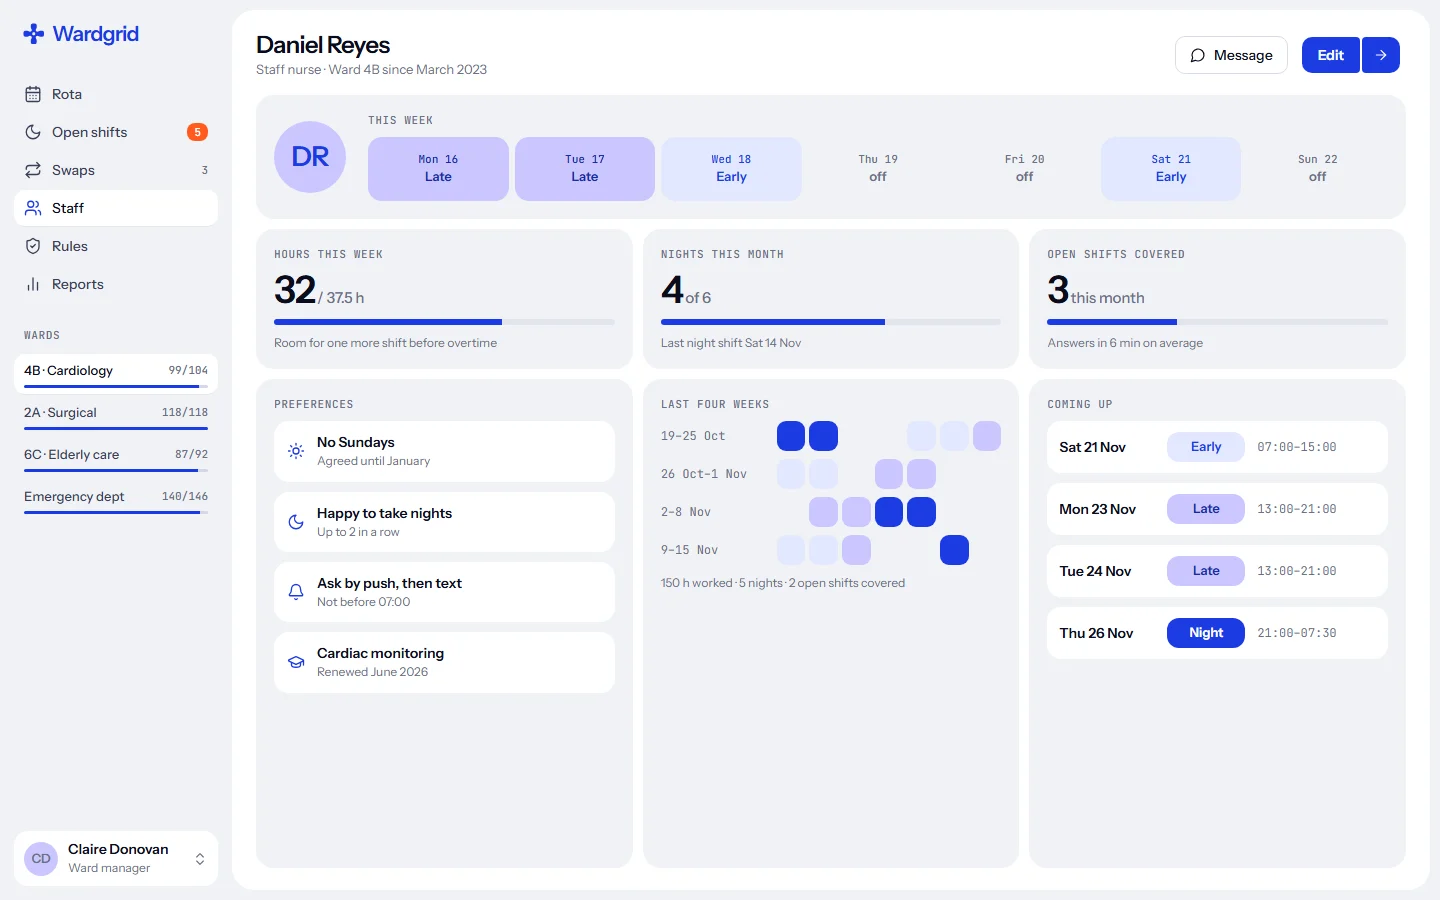 Wardgrid
Rota
Open shifts 5
Swaps 3
Staff
Rules
Reports
WARDS
4B · Cardiology 99/104
2A · Surgical 118/118
6C · Elderly care 87/92
Emergency dept 140/146
CD
Claire Donovan
Ward manager
Daniel Reyes
Staff nurse · Ward 4B since March 2023
Message
Edit
DR
THIS WEEK
Mon 16
Late
Tue 17
Late
Wed 18
Early
Thu 19
off
Fri 20
off
Sat 21
Early
Sun 22
off
HOURS THIS WEEK
32 / 37.5 h
Room for one more shift before overtime
NIGHTS THIS MONTH
4 of 6
Last night shift Sat 14 Nov
OPEN SHIFTS COVERED
3 this month
Answers in 6 min on average
PREFERENCES
No Sundays
Agreed until January
Happy to take nights
Up to 2 in a row
Ask by push, then text
Not before 07:00
Cardiac monitoring
Renewed June 2026
LAST FOUR WEEKS
19–25 Oct
26 Oct–1 Nov
2–8 Nov
9–15 Nov
150 h worked · 5 nights · 2 open shifts covered
COMING UP
Sat 21 Nov Early 07:00–15:00
Mon 23 Nov Late 13:00–21:00
Tue 24 Nov Late 13:00–21:00
Thu 26 Nov Night 21:00–07:30